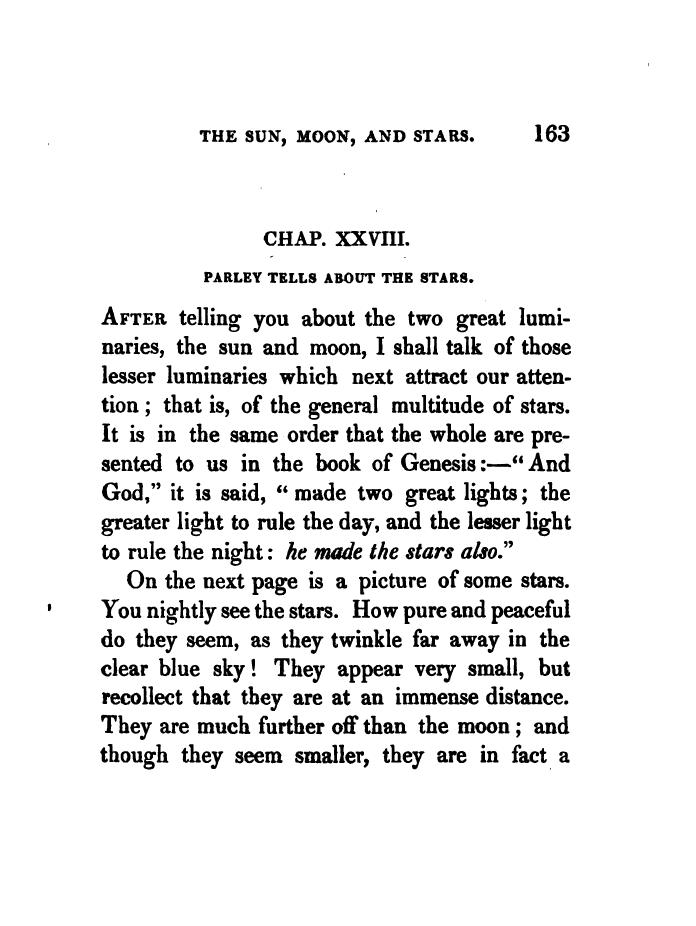 THE SUN, MOON, AND STARS. 163
CHAP. XXVIII.
PARLEY TELLS ABOUT THE STARS.
AFTER telling you about the two great lumi-
naries, the sun and moon, I shall talk of those
lesser luminaries which next attract our atten-
tion; that is, of the general multitude of stars.
It is in the same order that the whole are pre-
sented to us in the book of Genesis:—“And
God,” it is said, “made two great lights; the
greater light to rule the day, and the lesser light
to rule the night: he made the stars also.”
On the next page is a picture of some stars.
You nightly see the stars. How pure and peaceful
do they seem, as they twinkle far away in the
clear blue sky! They appear very small, but
recollect that they are at an immense distance.
They are much further off than the moon; and
though they seem smaller, they are in fact a